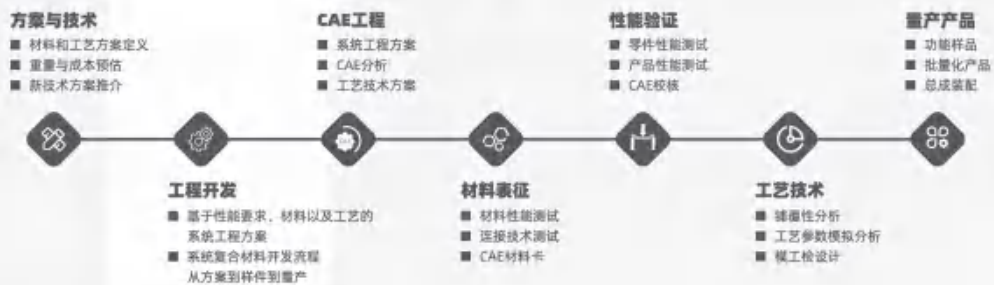 方案与技术
■ 材料和工艺方案定义
■ 重量与成本预估
■ 新技术方案推介
CAE工程
■ 系统工程方案
■ CAE分析
■ 工艺技术方案
性能验证
■ 零件性能测试
■ 产品性能测试
■ CAE校核
量产产品
■ 功能样品
■ 批量化产品
■ 总成装配
工程开发
■ 基于性能要求、材料以及工艺的
系统工程方案
■ 系统复合材料开发流程
从方案到样件到量产
材料表征
■ 材料性能测试
■ 连接技术测试
■ CAE材料卡
工艺技术
■ 铺覆性分析
■ 工艺参数模拟分析
■ 模工检设计